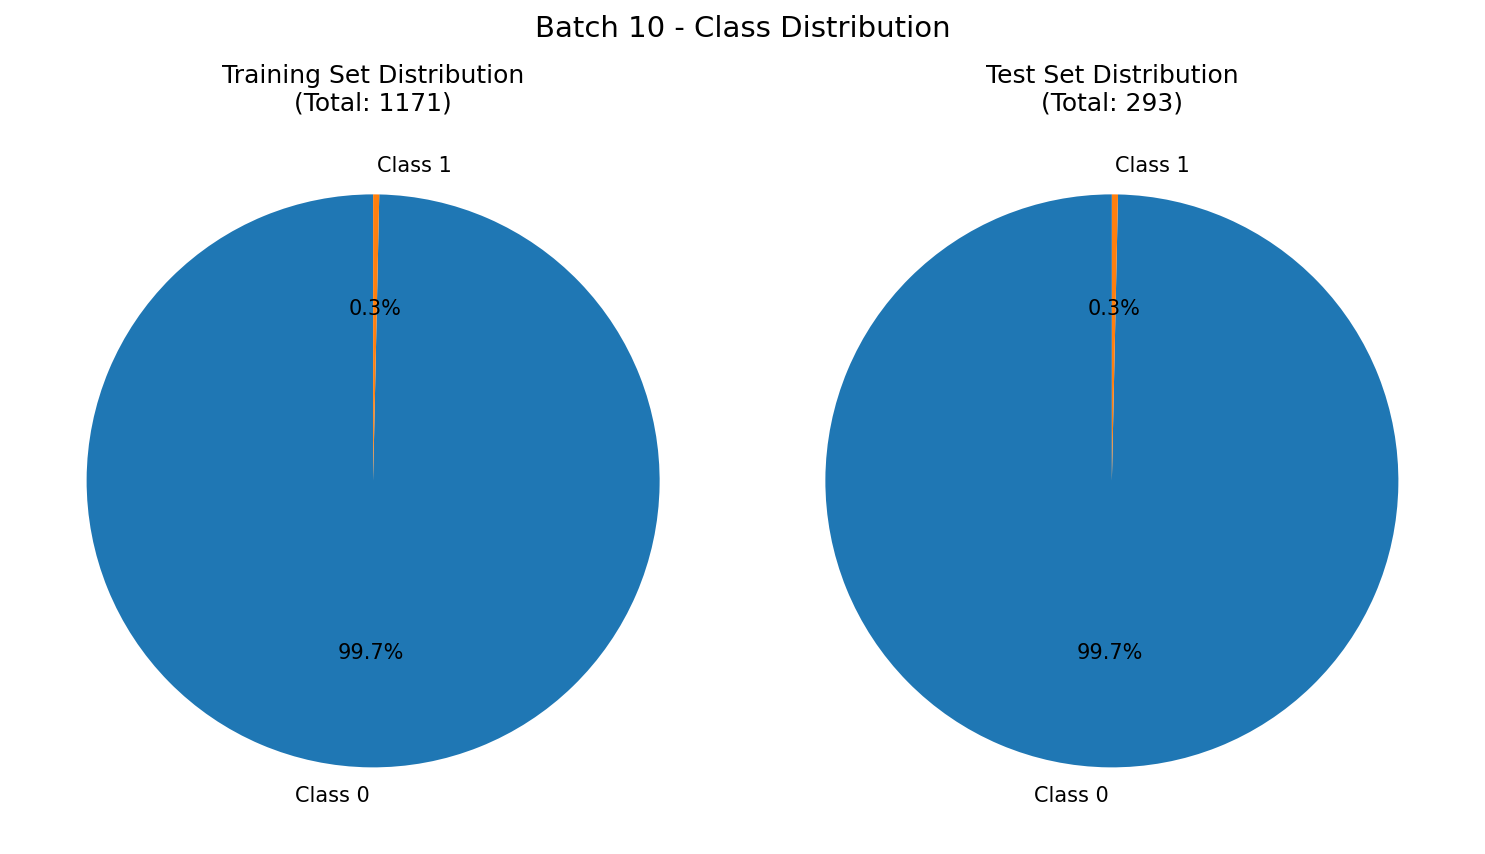 Batch 10 - Class Distribution
Training Set Distribution
(Total: 1171)
Class 1
0.3%
99.7%
Class 0
Test Set Distribution
(Total: 293)
Class 1
0.3%
99.7%
Class 0